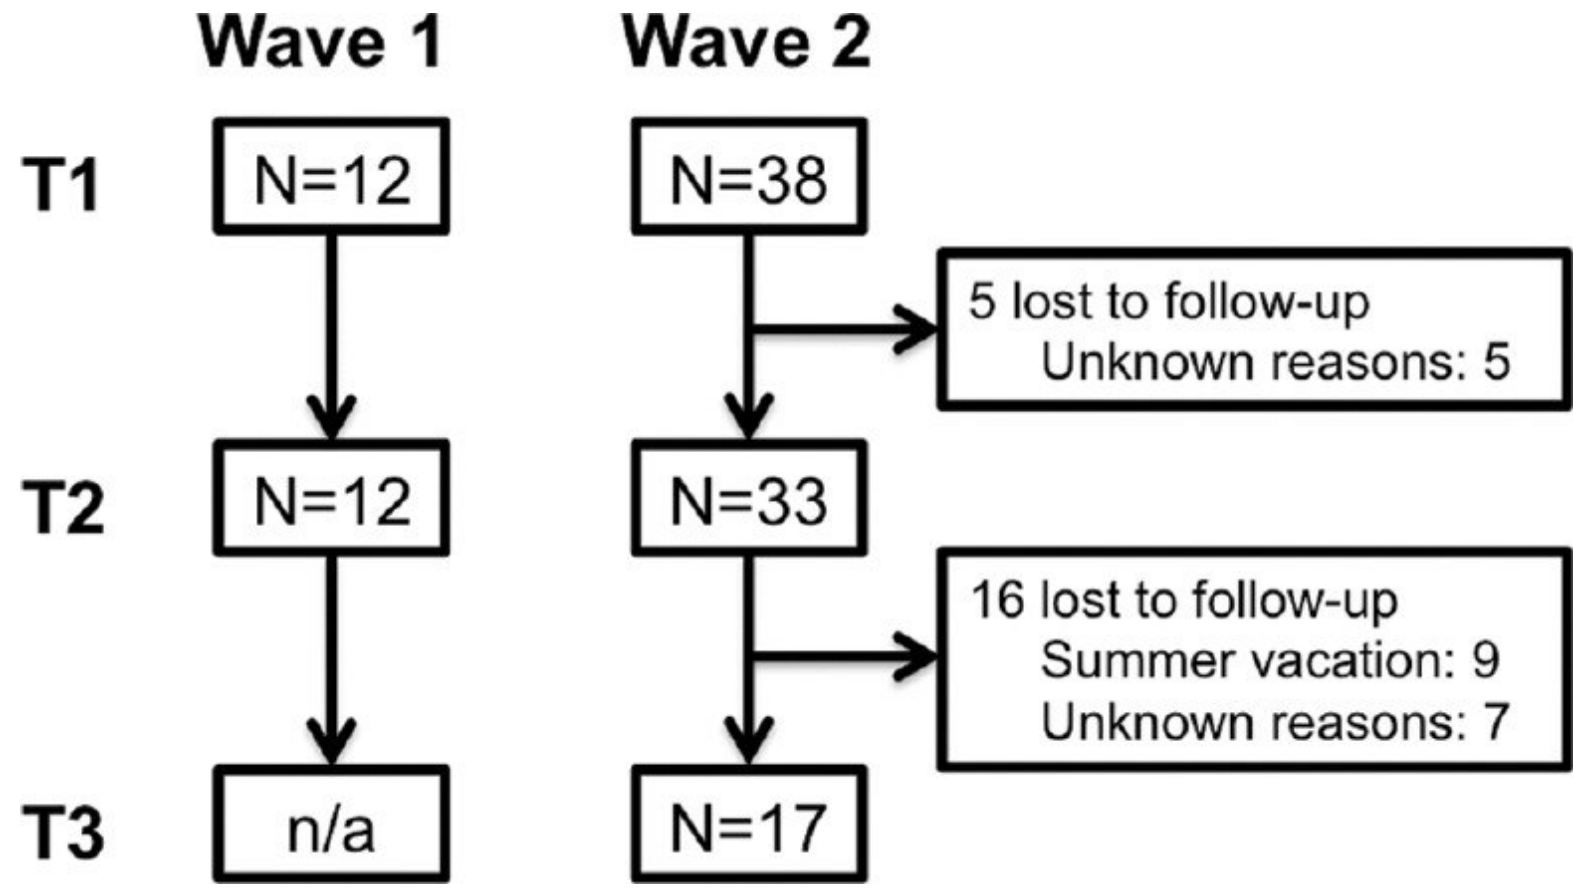 Wave 1 Wave 2
T1 N=12 N=38
5 lost to follow-up
Unknown reasons: 5
T2 N=12 N=33
16 lost to follow-up
Summer vacation: 9
Unknown reasons: 7
T3 n/a N=17